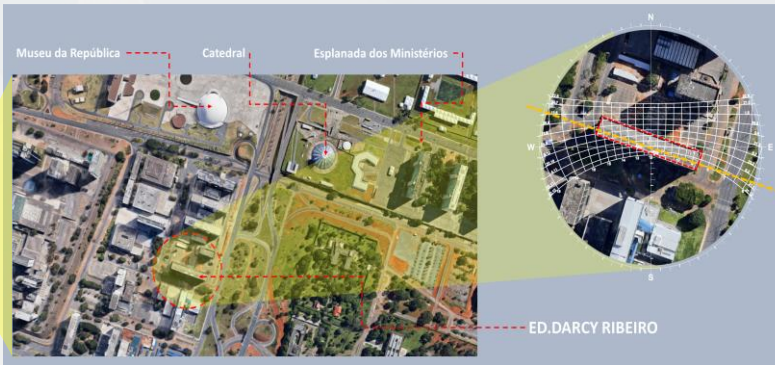 Museu da República
Catedral
Esplanada dos Ministérios
N
W
E
S
ED.DARCY RIBEIRO